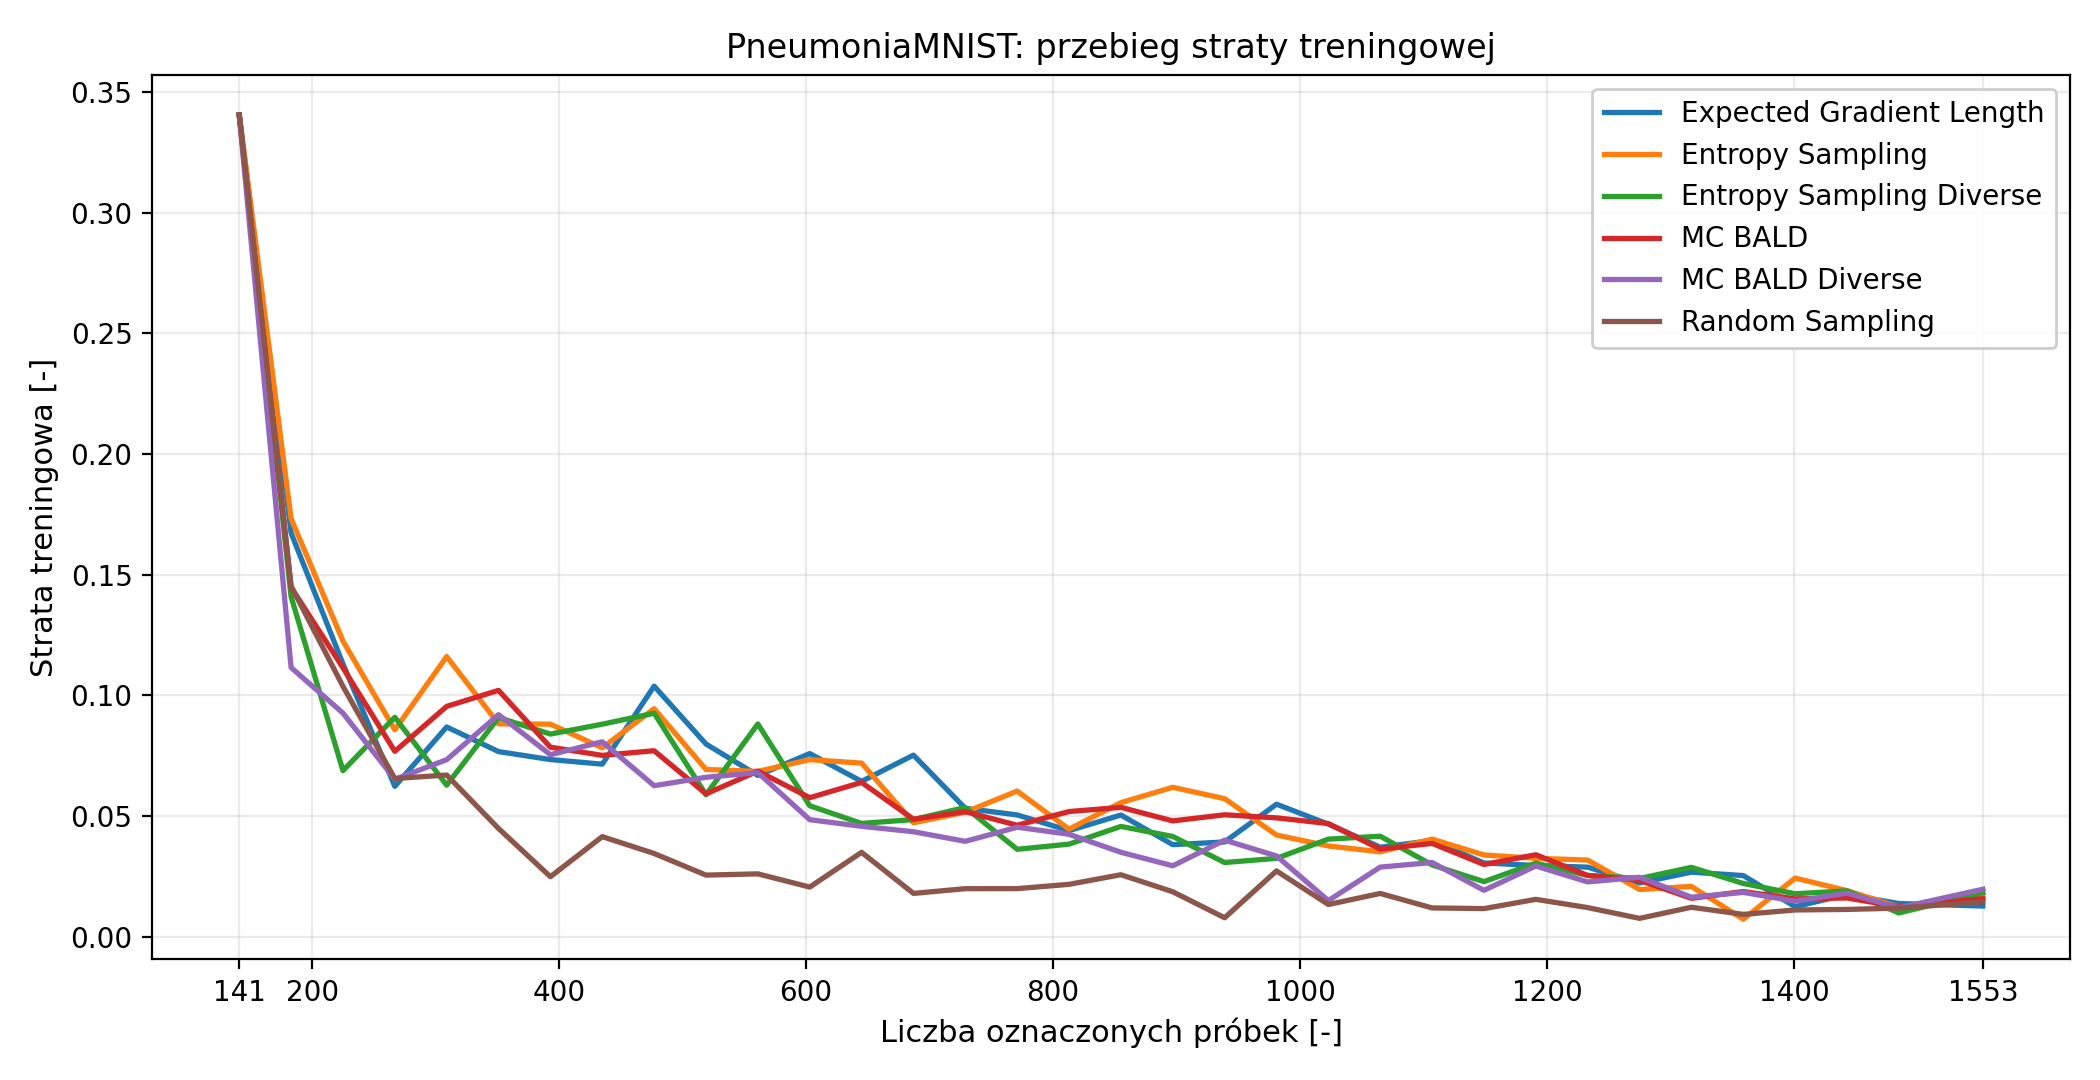 PneumoniaMNIST: przebieg straty treningowej
Strata treningowa [-]
0.35
0.30
0.25
0.20
0.15
0.10
0.05
0.00
Expected Gradient Length
Entropy Sampling
Entropy Sampling Diverse
MC BALD
MC BALD Diverse
Random Sampling
141 200 400 600 800 1000 1200 1400 1553
Liczba oznaczonych próbek [-]